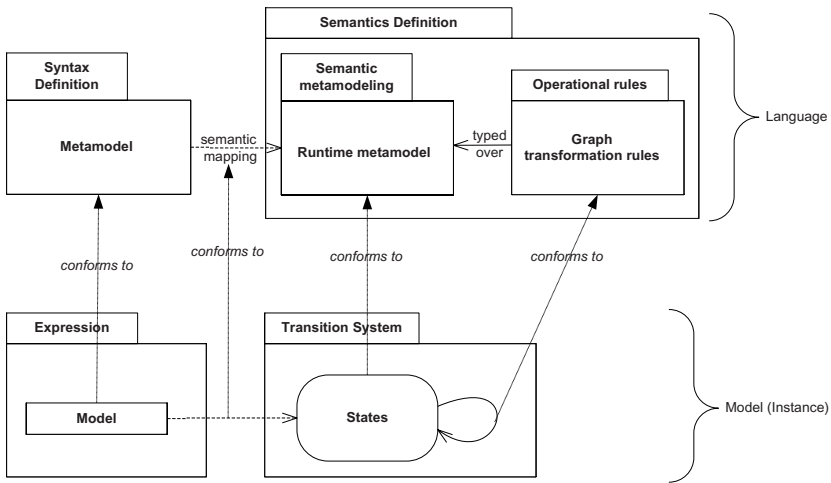 Semantics Definition
Syntax
Definition
Semantic
metamodeling
Operational rules
Metamodel
semantic
mapping
Runtime metamodel
typed
over
Graph
transformation rules
Language
conforms to
conforms to
conforms to
conforms to
Expression
Transition System
Model
States
Model (Instance)